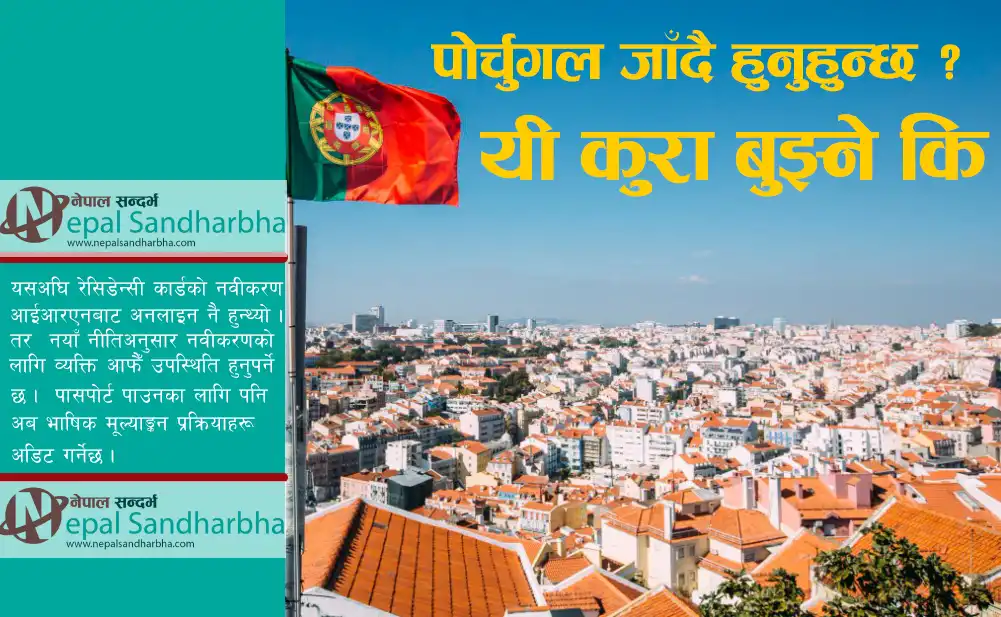 पोर्चुगल जाँदै हुनुहुन्छ ?
यी कुरा बुझ्ने कि
नेपाल सन्दर्भ
Nepal Sandharbha
www.nepalsandharbha.com
यसअघि रेसिडेन्सी कार्डको नवीकरण
आईआरएनबाट अनलाइन नै हुन्थ्यो ।
तर नयाँ नीतिअनुसार नवीकरणको
लागि व्यक्ति आफैँ उपस्थिति हुनुपर्ने
छ । पासपोर्ट पाउनका लागि पनि
अब भाषिक मूल्याङ्कन प्रक्रियाहरू
अडिट गर्नेछ ।
नेपाल सन्दर्भ
Nepal Sandharbha
www.nepalsandharbha.com